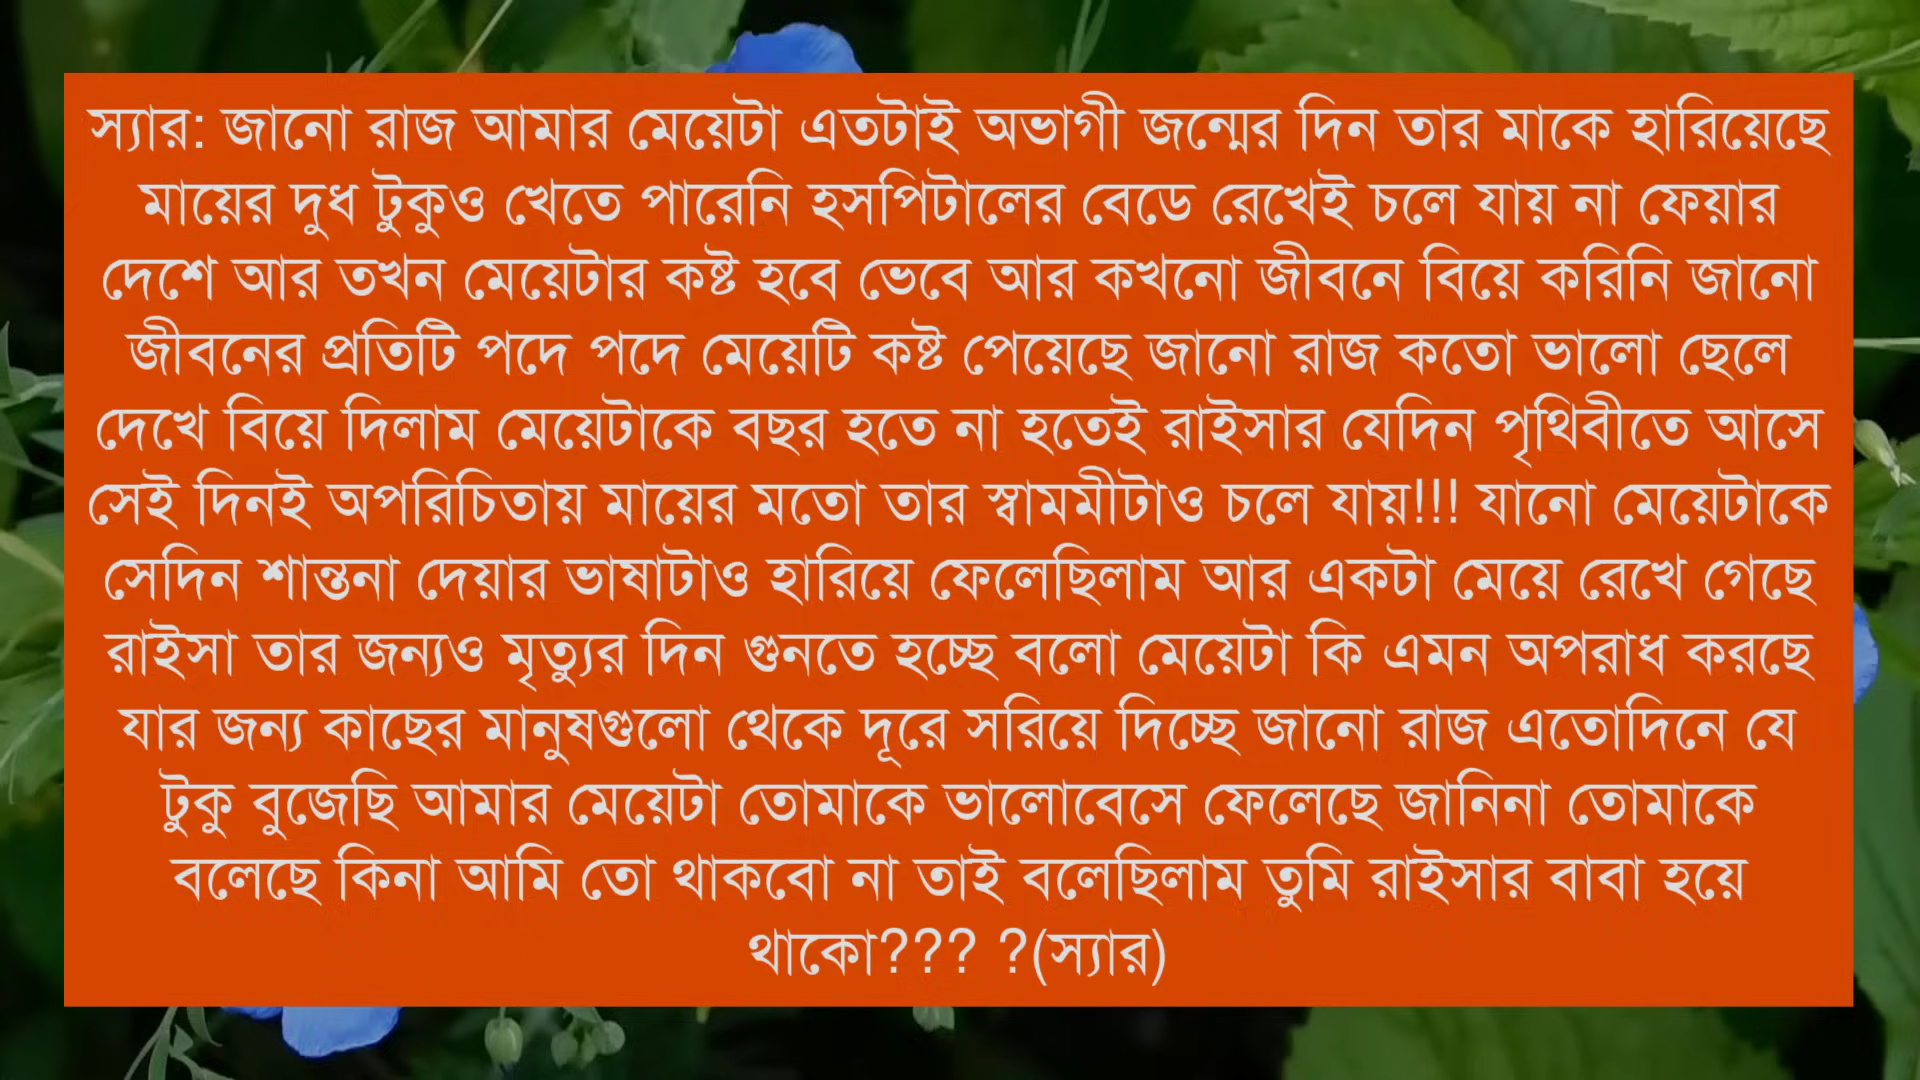 স্যার: জানো রাজ আমার মেয়েটা এতটাই অভাগী জন্মের দিন তার মাকে হারিয়েছে
মায়ের দুধ টুকুও খেতে পারেনি হসপিটালের বেডে রেখেই চলে যায় না ফেয়ার
দেশে আর তখন মেয়েটার কষ্ট হবে ভেবে আর কখনো জীবনে বিয়ে করিনি জানো
জীবনের প্রতিটি পদে পদে মেয়েটি কষ্ট পেয়েছে জানো রাজ কতো ভালো ছেলে
দেখে বিয়ে দিলাম মেয়েটাকে বছর হতে না হতেই রাইসার যেদিন পৃথিবীতে আসে
সেই দিনই অপরিচিতায় মায়ের মতো তার স্বামমীটাও চলে যায়!!! যানো মেয়েটাকে
সেদিন শান্তনা দেয়ার ভাষাটাও হারিয়ে ফেলেছিলাম আর একটা মেয়ে রেখে গেছে
রাইসা তার জন্যও মৃত্যুর দিন গুনতে হচ্ছে বলো মেয়েটা কি এমন অপরাধ করছে
যার জন্য কাছের মানুষগুলো থেকে দূরে সরিয়ে দিচ্ছে জানো রাজ এতোদিনে যে
টুকু বুজেছি আমার মেয়েটা তোমাকে ভালোবেসে ফেলেছে জানিনা তোমাকে
বলেছে কিনা আমি তো থাকবো না তাই বলেছিলাম তুমি রাইসার বাবা হয়ে
থাকো??? ?(স্যার)